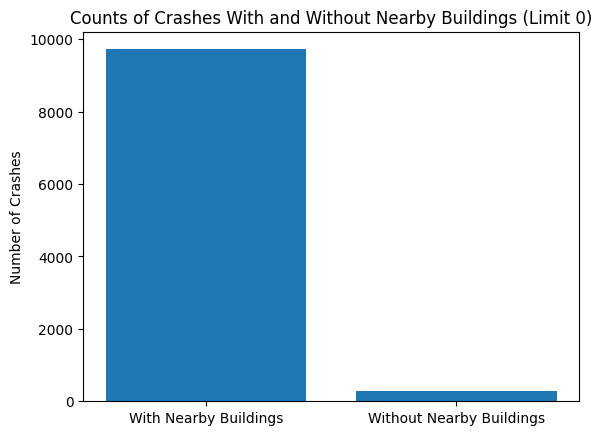 Counts of Crashes With and Without Nearby Buildings (Limit 0)
10000
8000
6000
4000
2000
0
Number of Crashes
With Nearby Buildings
Without Nearby Buildings